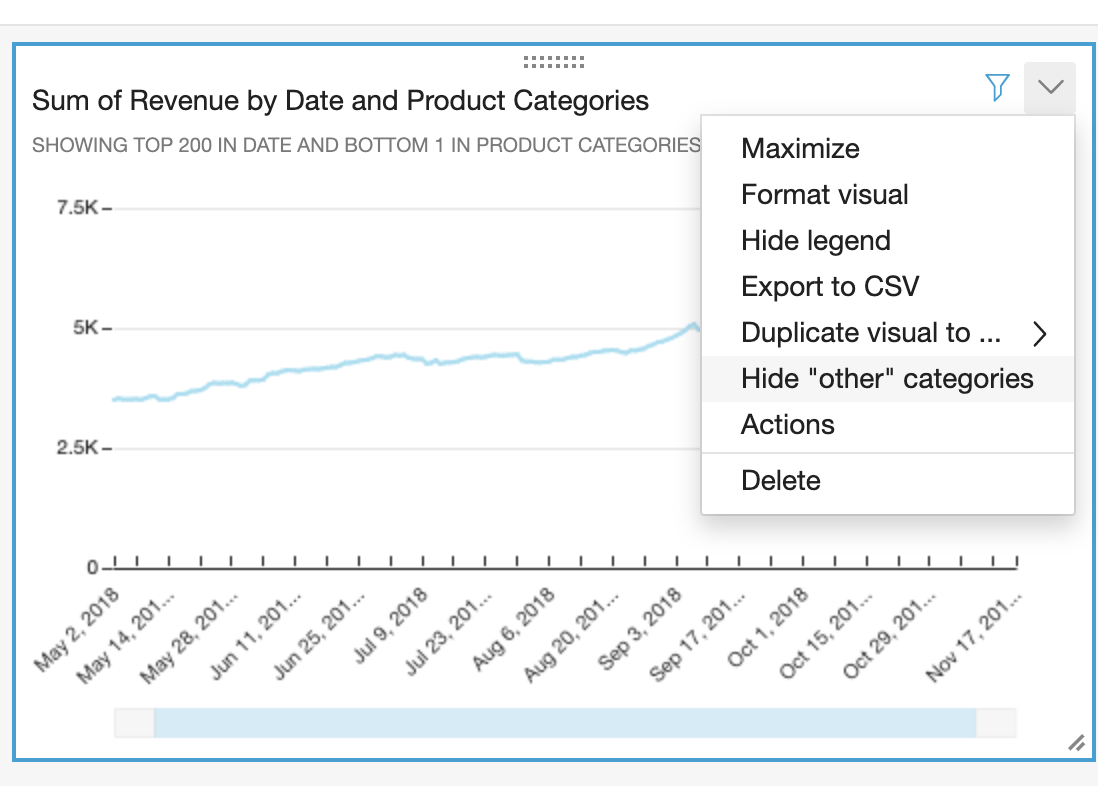 Sum of Revenue by Date and Product Categories
SHOWING TOP 200 IN DATE AND BOTTOM 1 IN PRODUCT CATEGORIES
Maximize
Format visual
Hide legend
Export to CSV
Duplicate visual to ...
Hide "other" categories
Actions
Delete
7.5K
5K
2.5K
0
May 2, 2018
May 14, 201...
May 28, 201...
Jun 11, 201...
Jun 25, 201...
Jul 9, 2018
Jul 23, 201...
Aug 6, 2018
Aug 20, 201...
Sep 3, 2018
Sep 17, 201...
Oct 1, 2018
Oct 15, 201...
Oct 29, 201...
Nov 17, 201...